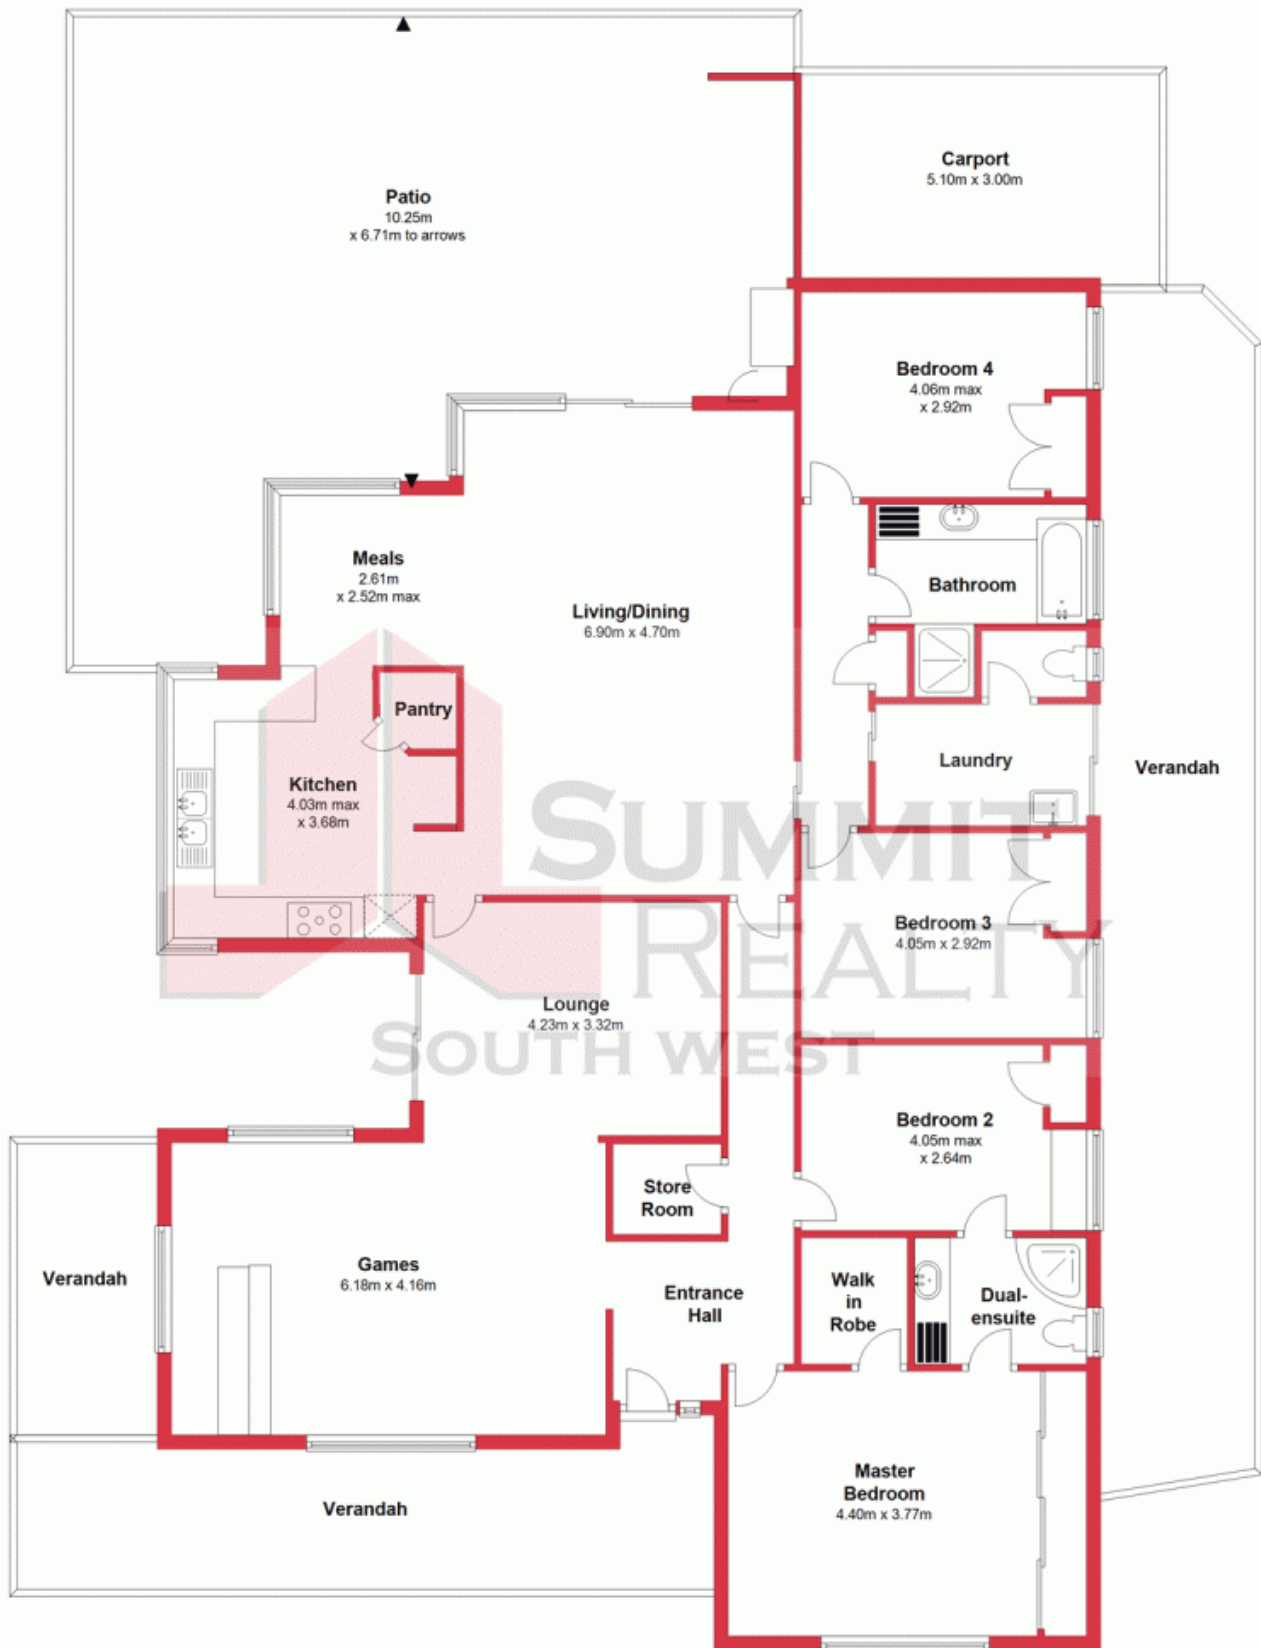 Patio
10.25m
x 6.71m to arrows
Carport
5.10m x 3.00m
Bedroom 4
4.06m max
x 2.92m
Meals
2.61m
x 2.52m max
Living/Dining
6.90m x 4.70m
Bathroom
Pantry
Kitchen
4.03m max
x 3.68m
Laundry
Verandah
SUMMIT
REALTY
SOUTH WEST
Bedroom 3
4.05m x 2.92m
Lounge
4.23m x 3.32m
Bedroom 2
4.05m max
x 2.64m
Store
Room
Verandah
Games
6.18m x 4.16m
Entrance
Hall
Walk
in
Robe
Dual-
ensuite
Verandah
Master
Bedroom
4.40m x 3.77m